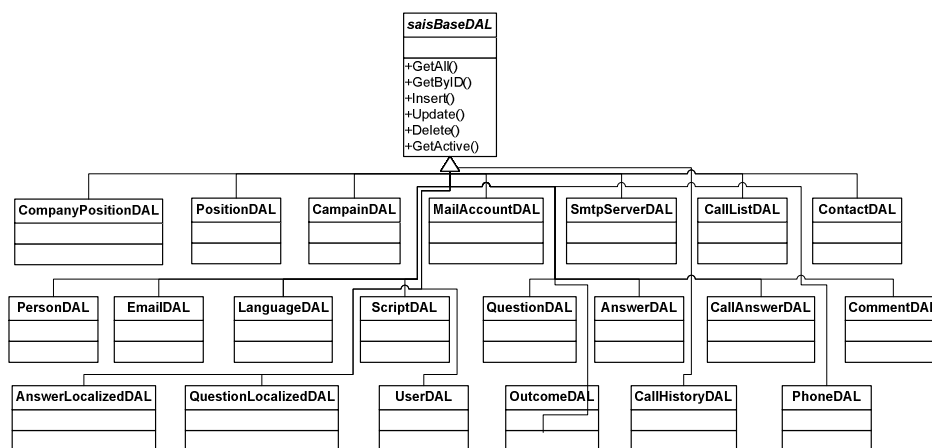 saisBaseDAL
+GetAll()
+GetByID()
+Insert()
+Update()
+Delete()
+GetActive()
CompanyPositionDAL
PositionDAL
CampainDAL
MailAccountDAL
SmtpServerDAL
CallListDAL
ContactDAL
PersonDAL
EmailDAL
LanguageDAL
ScriptDAL
QuestionDAL
AnswerDAL
CallAnswerDAL
CommentDAL
AnswerLocalizedDAL
QuestionLocalizedDAL
UserDAL
OutcomeDAL
CallHistoryDAL
PhoneDAL